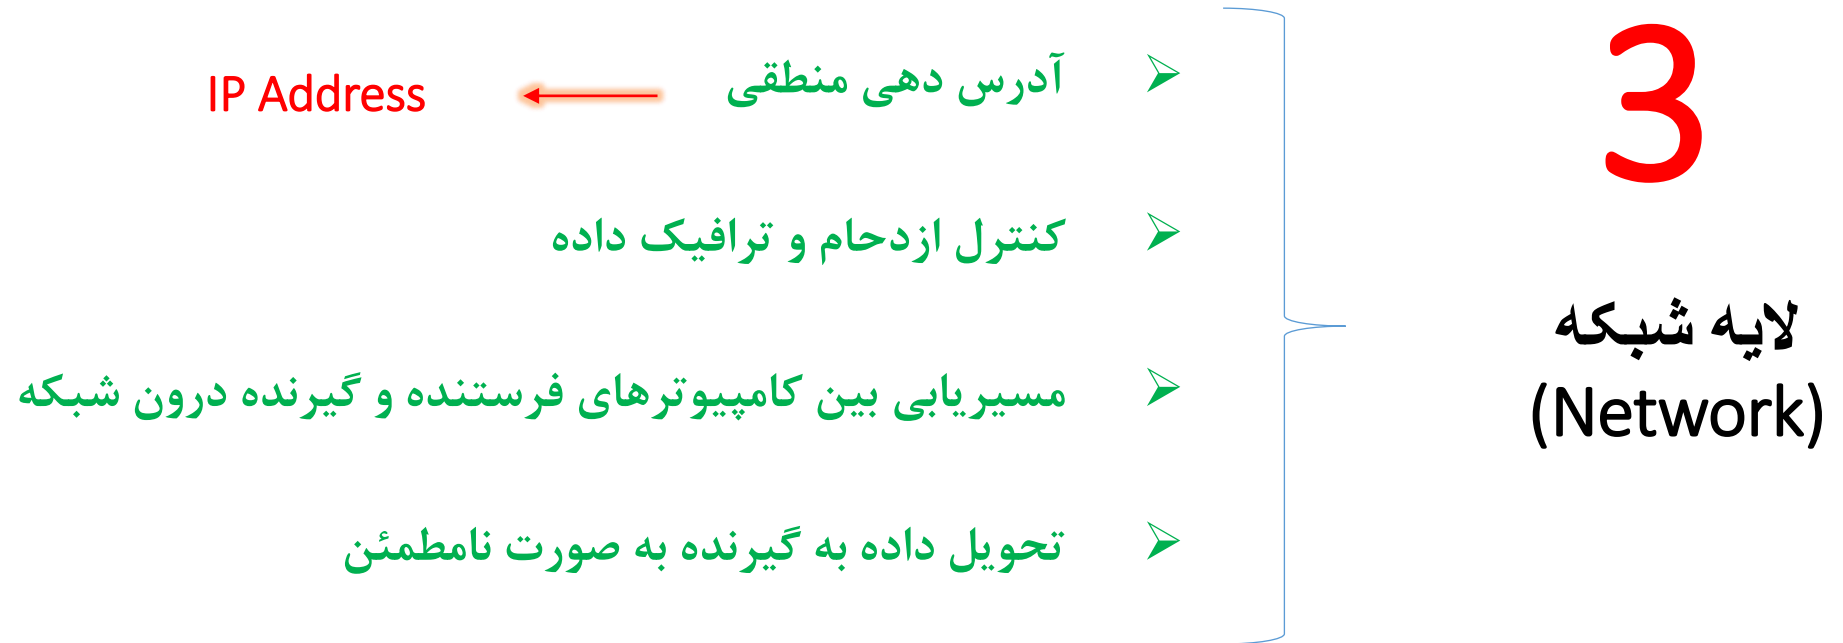 3
لایه شبکه
(Network)
آدرس دهی منطقی
IP Address
کنترل ازدحام و ترافیک داده
مسیریابی بین کامپیوترهای فرستنده و گیرنده درون شبکه
تحویل داده به گیرنده به صورت نامطمئن